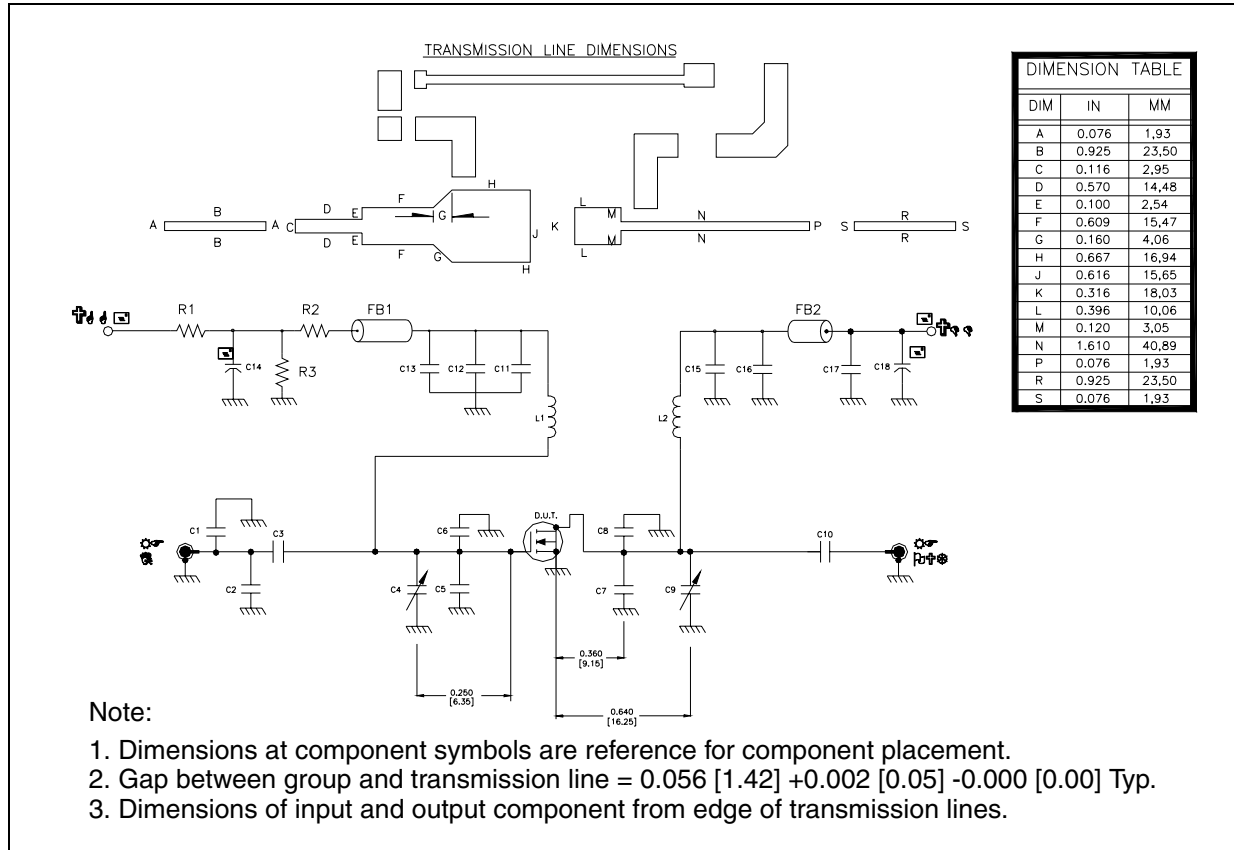 TRANSMISSION LINE DIMENSIONS
DIMENSION TABLE
DIM IN MM
A 0.076 1,93
B 0.925 23,50
C 0.116 2,95
D 0.570 14,48
E 0.100 2,54
F 0.609 15,47
G 0.160 4,06
H 0.667 16,94
J 0.616 15,65
K 0.316 18,03
L 0.396 10,06
M 0.120 3,05
N 1.610 40,89
P 0.076 1,93
R 0.925 23,50
S 0.076 1,93
H
B D F L N R
E G M
A A C J K P S S
B D E F G H L M N R
R1 R2 FB1 FB2
C14 R3 C13 C12 C11 C15 C16 C17 C18
L1 L2
D.U.T.
C1 C3 C6 C8 C10
C2 C4 C5 C7 C9
0.360
[9.15]
0.250
[6.35]
0.640
[16.25]
Note:
1. Dimensions at component symbols are reference for component placement.
2. Gap between group and transmission line = 0.056 [1.42] +0.002 [0.05] -0.000 [0.00] Typ.
3. Dimensions of input and output component from edge of transmission lines.